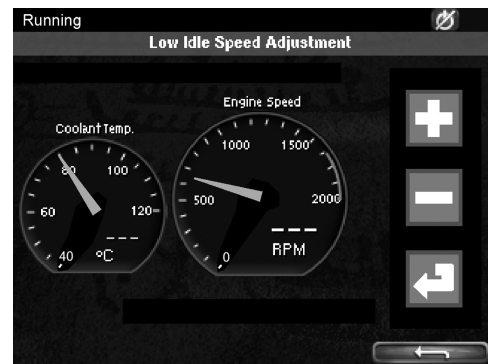 Running
Low Idle Speed Adjustment
Engine Speed
Coolant Temp.
1000 1500
80 100
500 2000
60 120
---
RPM
---
40 °C
0